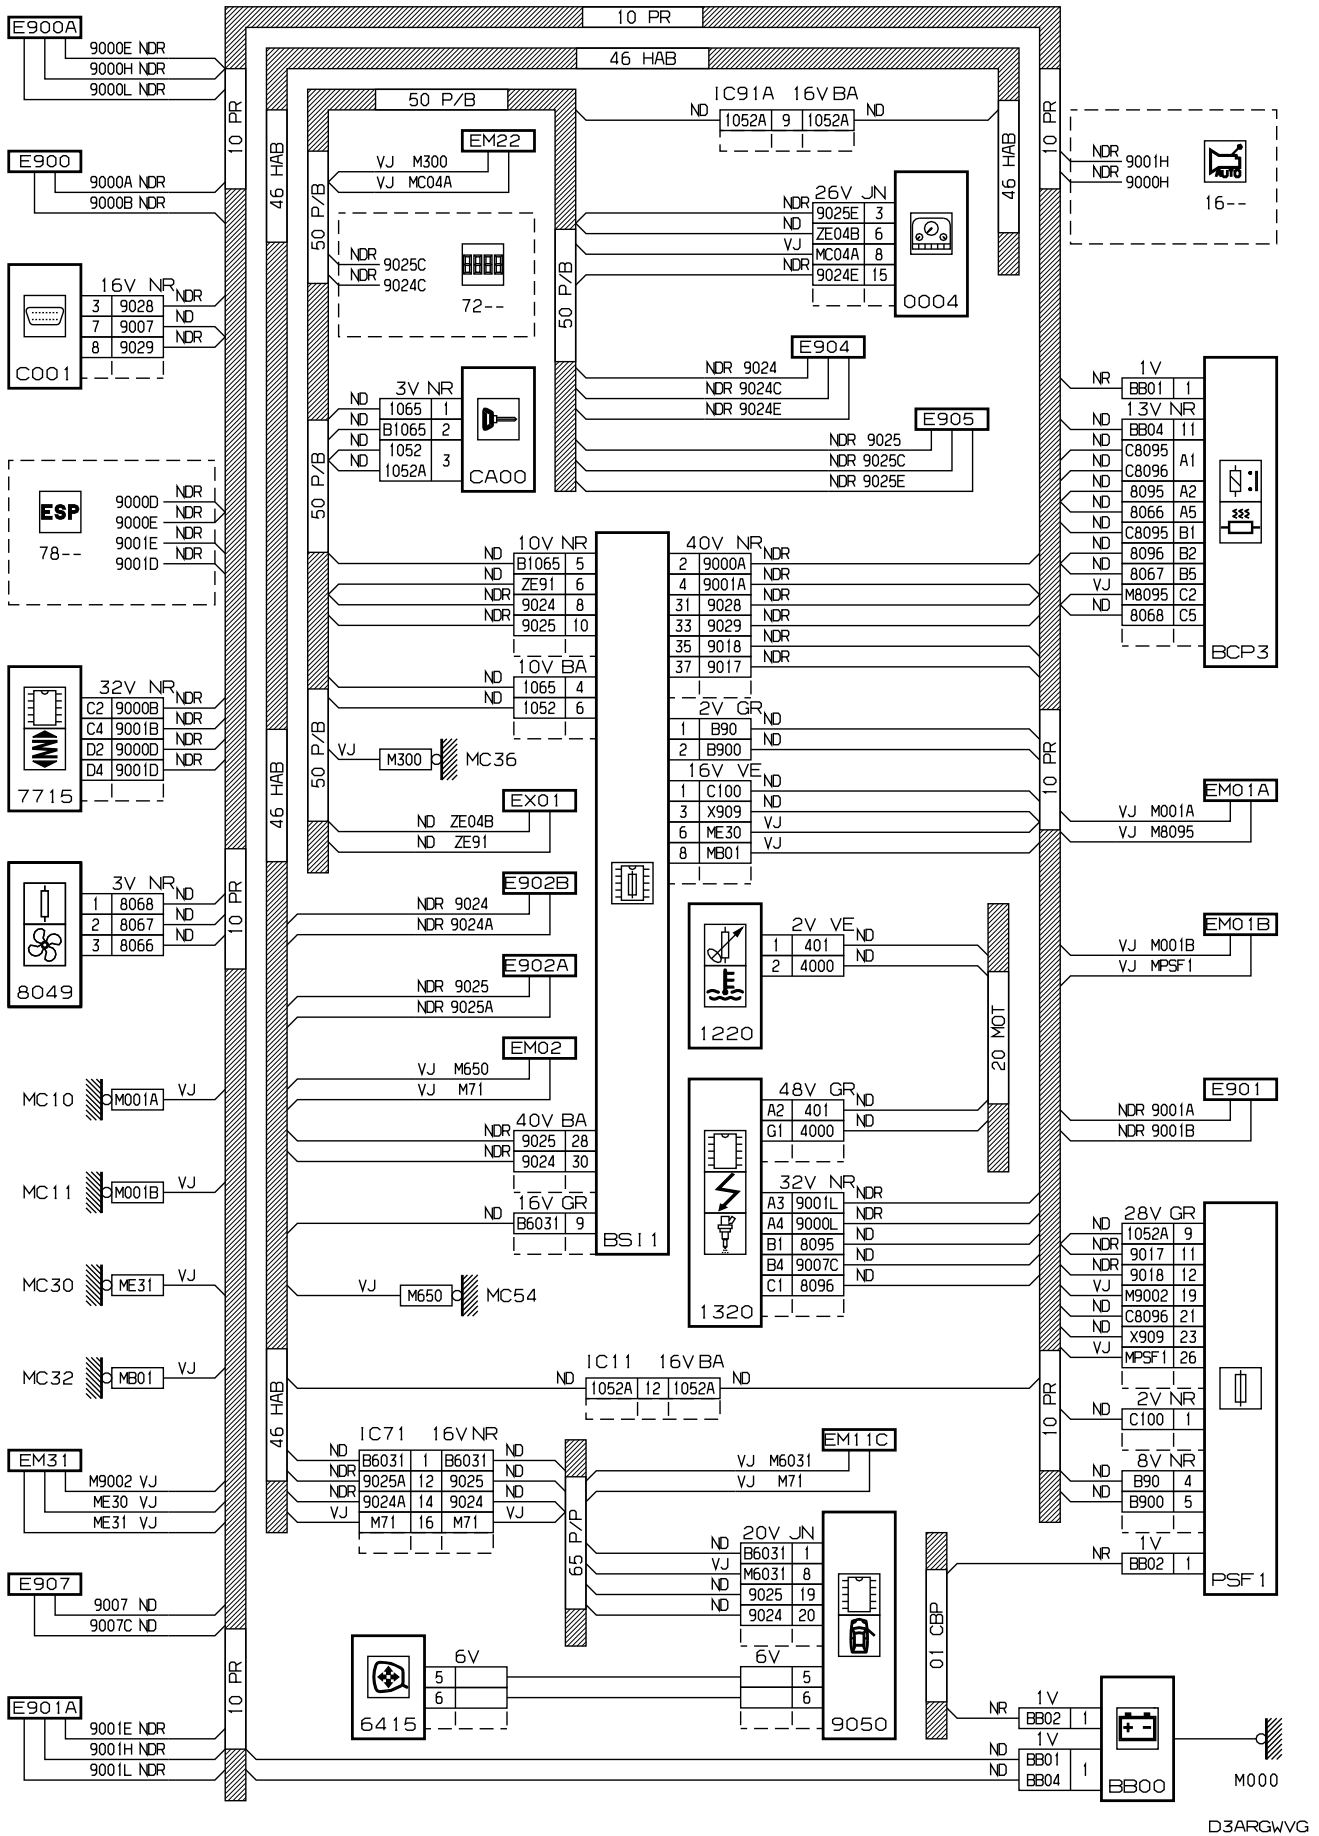 10 PR
46 HAB
E900A
9000E NDR
9000H NDR
9000L NDR
10 PR
E900
9000A NDR
9000B NDR
16V NR
3 9028 NDR
7 9007 ND
8 9029 NDR
C001
ESP
78--
9000D NDR
9000E NDR
9001E NDR
9001D NDR
32V NR
C2 9000B NDR
C4 9001B NDR
D2 9000D NDR
D4 9001D NDR
7715
3V NR
1 8068 ND
2 8067 ND
3 8066 ND
8049
10 PR
MC10 M001A VJ
MC11 M001B VJ
MC30 ME31 VJ
MC32 MB01 VJ
EM31
M9002 VJ
ME30 VJ
ME31 VJ
E907
9007 ND
9007C ND
10 PR
E901A
9001E NDR
9001H NDR
9001L NDR
46 HAB
46 HAB
46 HAB
50 P/B
50 P/B
50 P/B
50 P/B
50 P/B
EM22
VJ M300
VJ MC04A
NDR 9025C
NDR 9024C
72--
3V NR
ND 1065 1
ND B1065 2
ND 1052
ND 1052A 3
CA00
IC91A 16V BA
ND 1052A 9 1052A ND
46 HAB
26V JN
NDR 9025E 3
ND ZE04B 6
VJ MC04A 8
NDR 9024E 15
0004
E904
NDR 9024
NDR 9024C
NDR 9024E
E905
NDR 9025
NDR 9025C
NDR 9025E
10V NR
ND B1065 5
ND ZE91 6
NDR 9024 8
NDR 9025 10
10V BA
ND 1065 4
ND 1052 6
VJ M300 MC36
EX01
ND ZE04B
ND ZE91
E902B
NDR 9024
NDR 9024A
E902A
NDR 9025
NDR 9025A
EM02
VJ M650
VJ M71
40V BA
NDR 9025 28
NDR 9024 30
16V GR
ND B6031 9
BSI1
40V NR
2 9000A NDR
4 9001A NDR
31 9028 NDR
33 9029 NDR
35 9018 NDR
37 9017 NDR
2V GR
1 B90 ND
2 B900 ND
16V VE
1 C100 ND
3 X909 ND
6 ME30 VJ
8 MB01 VJ
2V VE
1 401 ND
2 4000 ND
1220
20 MOT
48V GR
A2 401 ND
G1 4000 ND
32V NR
A3 9001L NDR
A4 9000L NDR
B1 8095 ND
B4 9007C ND
C1 8096 ND
1320
VJ M650 MC54
IC11 16V BA
ND 1052A 12 1052A ND
IC71 16V NR
ND B6031 1 B6031 ND
NDR 9025A 12 9025 ND
NDR 9024A 14 9024 ND
VJ M71 16 M71 VJ
65 P/P
EM11C
VJ M6031
VJ M71
20V JN
ND B6031 1
VJ M6031 8
ND 9025 19
ND 9024 20
6V
5
6
9050
6V
5
6
6415
10 PR
AUTO
NDR 9001H
NDR 9000H
16--
1V
NR BB01 1
13V NR
ND BB04 11
ND C8095
ND C8096 A1
ND 8095 A2
ND 8066 A5
ND C8095 B1
ND 8096 B2
ND 8067 B5
VJ M8095 C2
ND 8068 C5
BCP3
10 PR
EM01A
VJ M001A
VJ M8095
EM01B
VJ M001B
VJ MPSF1
E901
NDR 9001A
NDR 9001B
28V GR
ND 1052A 9
NDR 9017 11
NDR 9018 12
VJ M9002 19
ND C8096 21
ND X909 23
VJ MPSF1 26
2V NR
ND C100 1
8V NR
ND B90 4
ND B900 5
1V
NR BB02 1
PSF1
10 PR
01 CBP
1V
NR BB02 1
1V
ND BB01
ND BB04 1
BB00
M000
D3ARGWVG